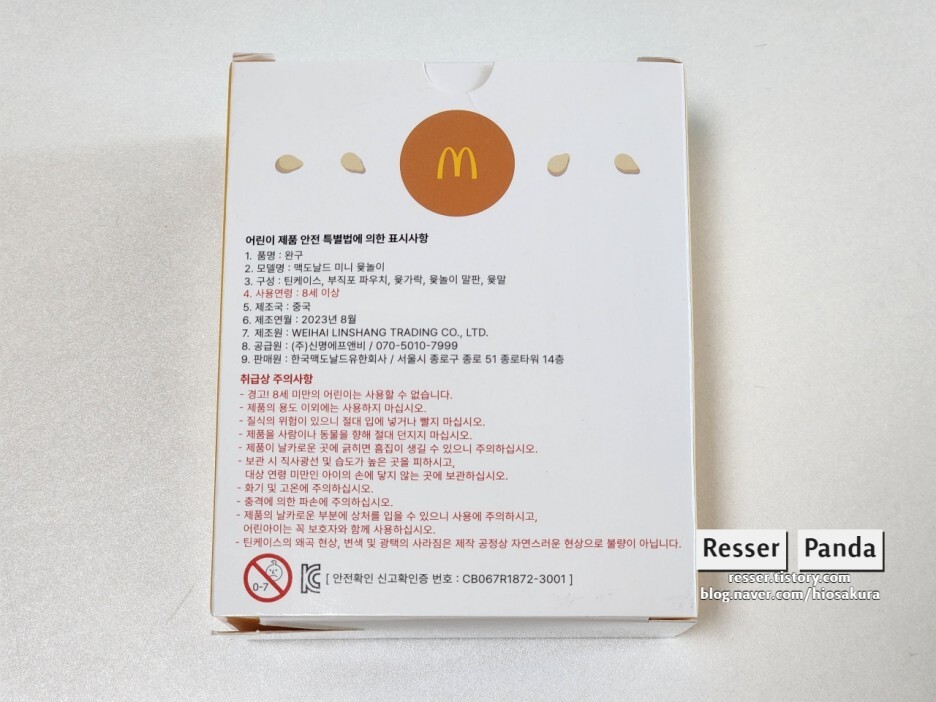 M
어린이 제품 안전 특별법에 의한 표시사항
1. 품명 : 완구
2. 모델명 : 맥도날드 미니 윷놀이
3. 구성 : 틴케이스, 부직포 파우치, 윷가락, 윷놀이 말판, 윷말
4. 사용연령 : 8세 이상
5. 제조국 : 중국
6. 제조연월 : 2023년 8월
7. 제조원 : WEIHAI LINSHANG TRADING CO., LTD.
8. 공급원 : (주)신명에프앤비 / 070-5010-7999
9. 판매원 : 한국맥도날드유한회사 / 서울시 종로구 종로 51 종로타워 14층
취급상 주의사항
- 경고! 8세 미만의 어린이는 사용할 수 없습니다.
- 제품의 용도 이외에는 사용하지 마십시오.
- 질식의 위험이 있으니 절대 입에 넣거나 빨지 마십시오.
- 제품을 사람이나 동물을 향해 절대 던지지 마십시오.
- 제품이 날카로운 곳에 긁히면 흠집이 생길 수 있으니 주의하십시오.
- 보관 시 직사광선 및 습도가 높은 곳을 피하시고,
대상 연령 미만인 아이의 손에 닿지 않는 곳에 보관하십시오.
- 화기 및 고온에 주의하십시오.
- 충격에 의한 파손에 주의하십시오.
- 제품의 날카로운 부분에 상처를 입을 수 있으니 사용에 주의하시고,
어린아이는 꼭 보호자와 함께 사용하십시오.
- 틴케이스의 왜곡 현상, 변색 및 광택의 사라짐은 제작 공정상 자연스러운 현상으로 불량이 아닙니다.
0-7 KC [ 안전확인 신고확인증 번호 : CB067R1872-3001 ]
Resser Panda
resser.tistory.com
blog.naver.com/hiosakura